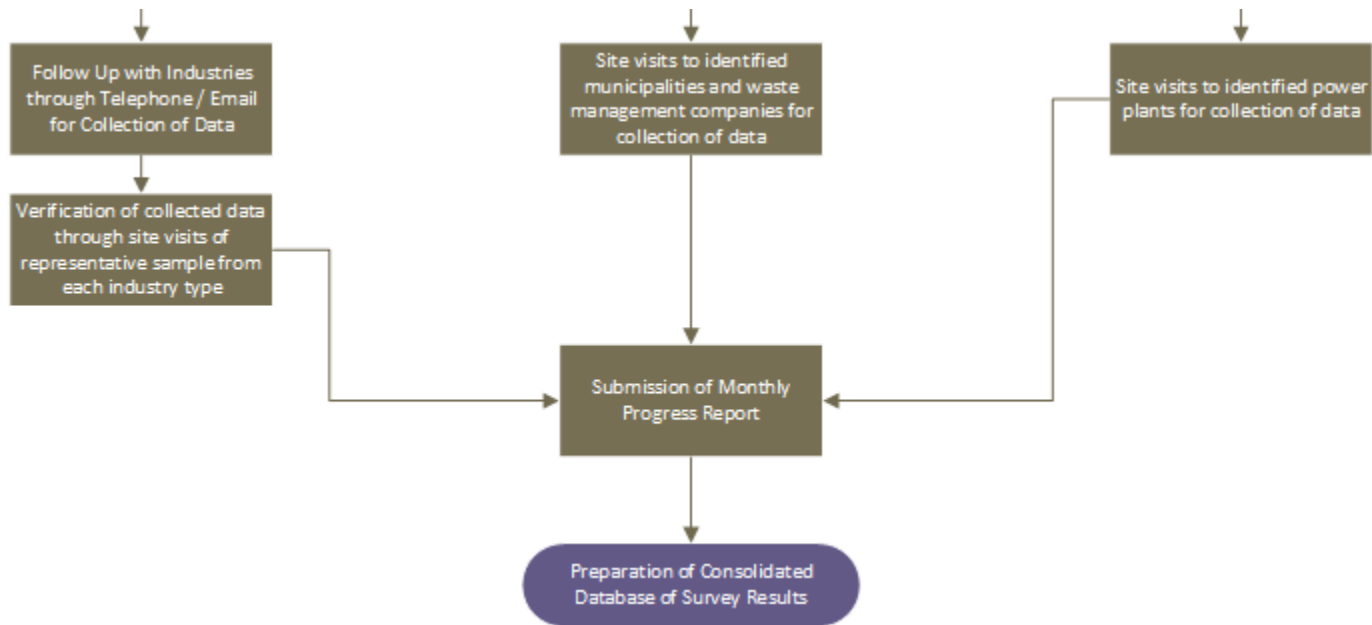 Follow Up with Industries
through Telephone / Email
for Collection of Data
Site visits to identified
municipalities and waste
management companies for
collection of data
Site visits to identified power
plants for collection of data
Verification of collected data
through site visits of
representative sample from
each industry type
Submission of Monthly
Progress Report
Preparation of Consolidated
Database of Survey Results